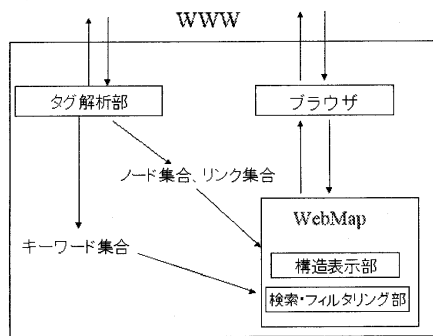 WWW
タグ解析部
ブラウザ
ノード集合、リンク集合
WebMap
キーワード集合
構造表示部
検索・フィルタリング部